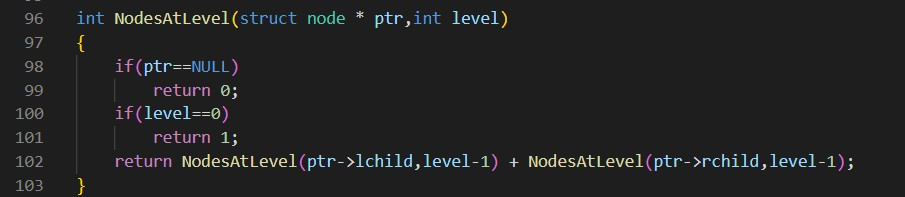 96 int NodesAtLevel(struct node * ptr,int level)
97 {
98     if(ptr==NULL)
99         return 0;
100     if(level==0)
101         return 1;
102     return NodesAtLevel(ptr->lchild,level-1) + NodesAtLevel(ptr->rchild,level-1);
103 }